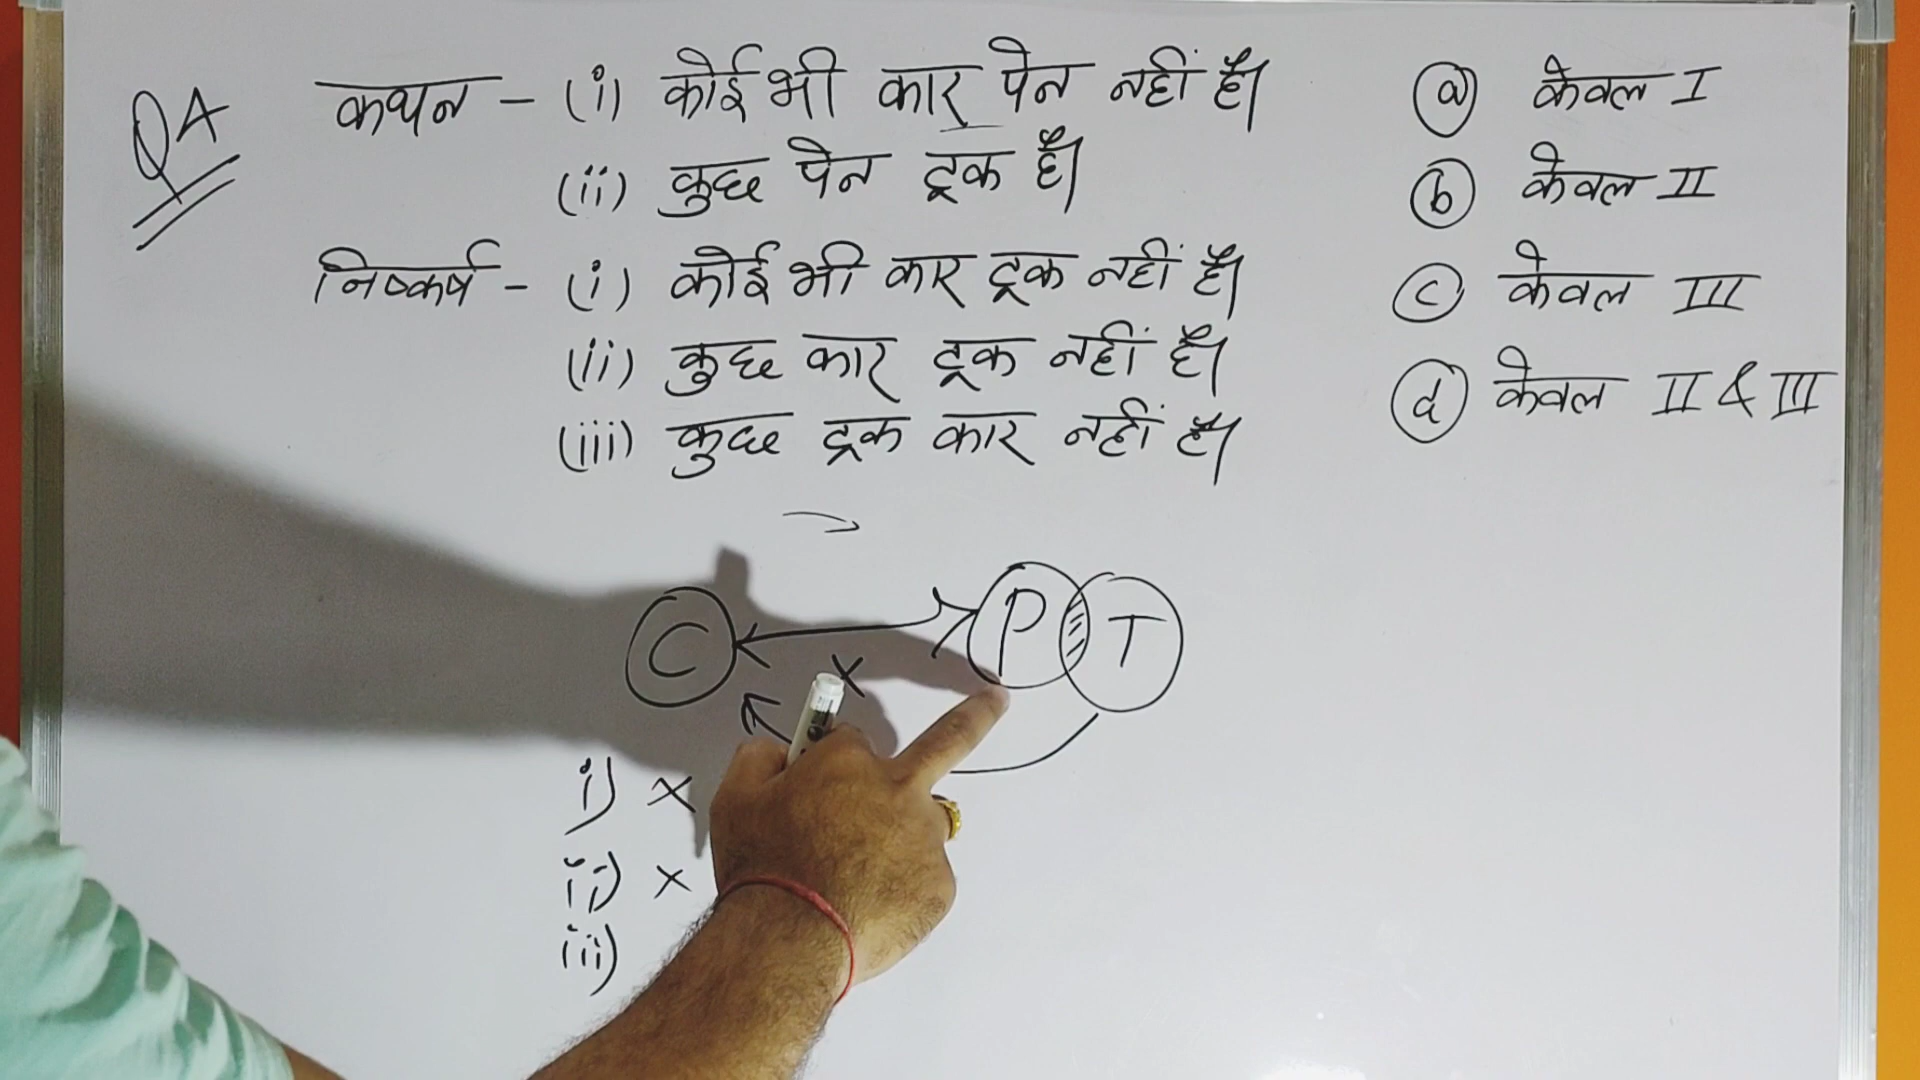 Q4
कथन - (i) कोई भी कार पेन नहीं है।
(ii) कुछ पेन ट्रक हैं।
निष्कर्ष - (i) कोई भी कार ट्रक नहीं है।
(ii) कुछ कार ट्रक नहीं हैं।
(iii) कुछ ट्रक कार नहीं हैं।
(a) केवल I
(b) केवल II
(c) केवल III
(d) केवल II & III
C P T
×
i) ×
ii) ×
iii)